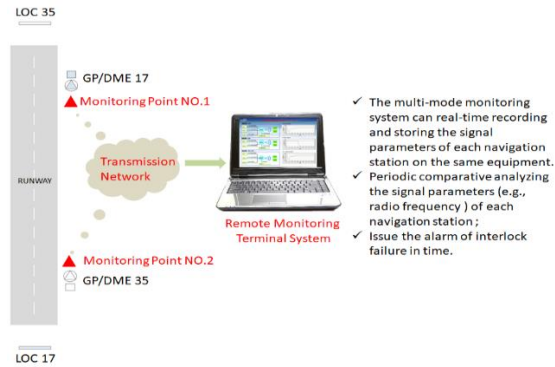 LOC 35
GP/DME 17
Monitoring Point NO.1
Transmission
Network
RUNWAY
Remote Monitoring
Terminal System
Monitoring Point NO.2
GP/DME 35
LOC 17
✓ The multi-mode monitoring
system can real-time recording
and storing the signal
parameters of each navigation
station on the same equipment.
✓ Periodic comparative analyzing
the signal parameters (e.g.,
radio frequency ) of each
navigation station ;
✓ Issue the alarm of interlock
failure in time.